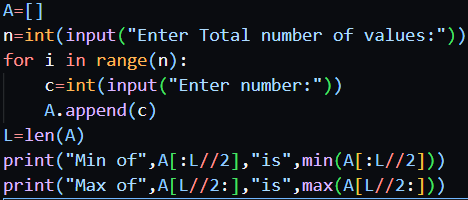 A=[]
n=int(input("Enter Total number of values:"))
for i in range(n):
    c=int(input("Enter number:"))
    A.append(c)
L=len(A)
print("Min of",A[:L//2],"is",min(A[:L//2]))
print("Max of",A[L//2:],"is",max(A[L//2:]))